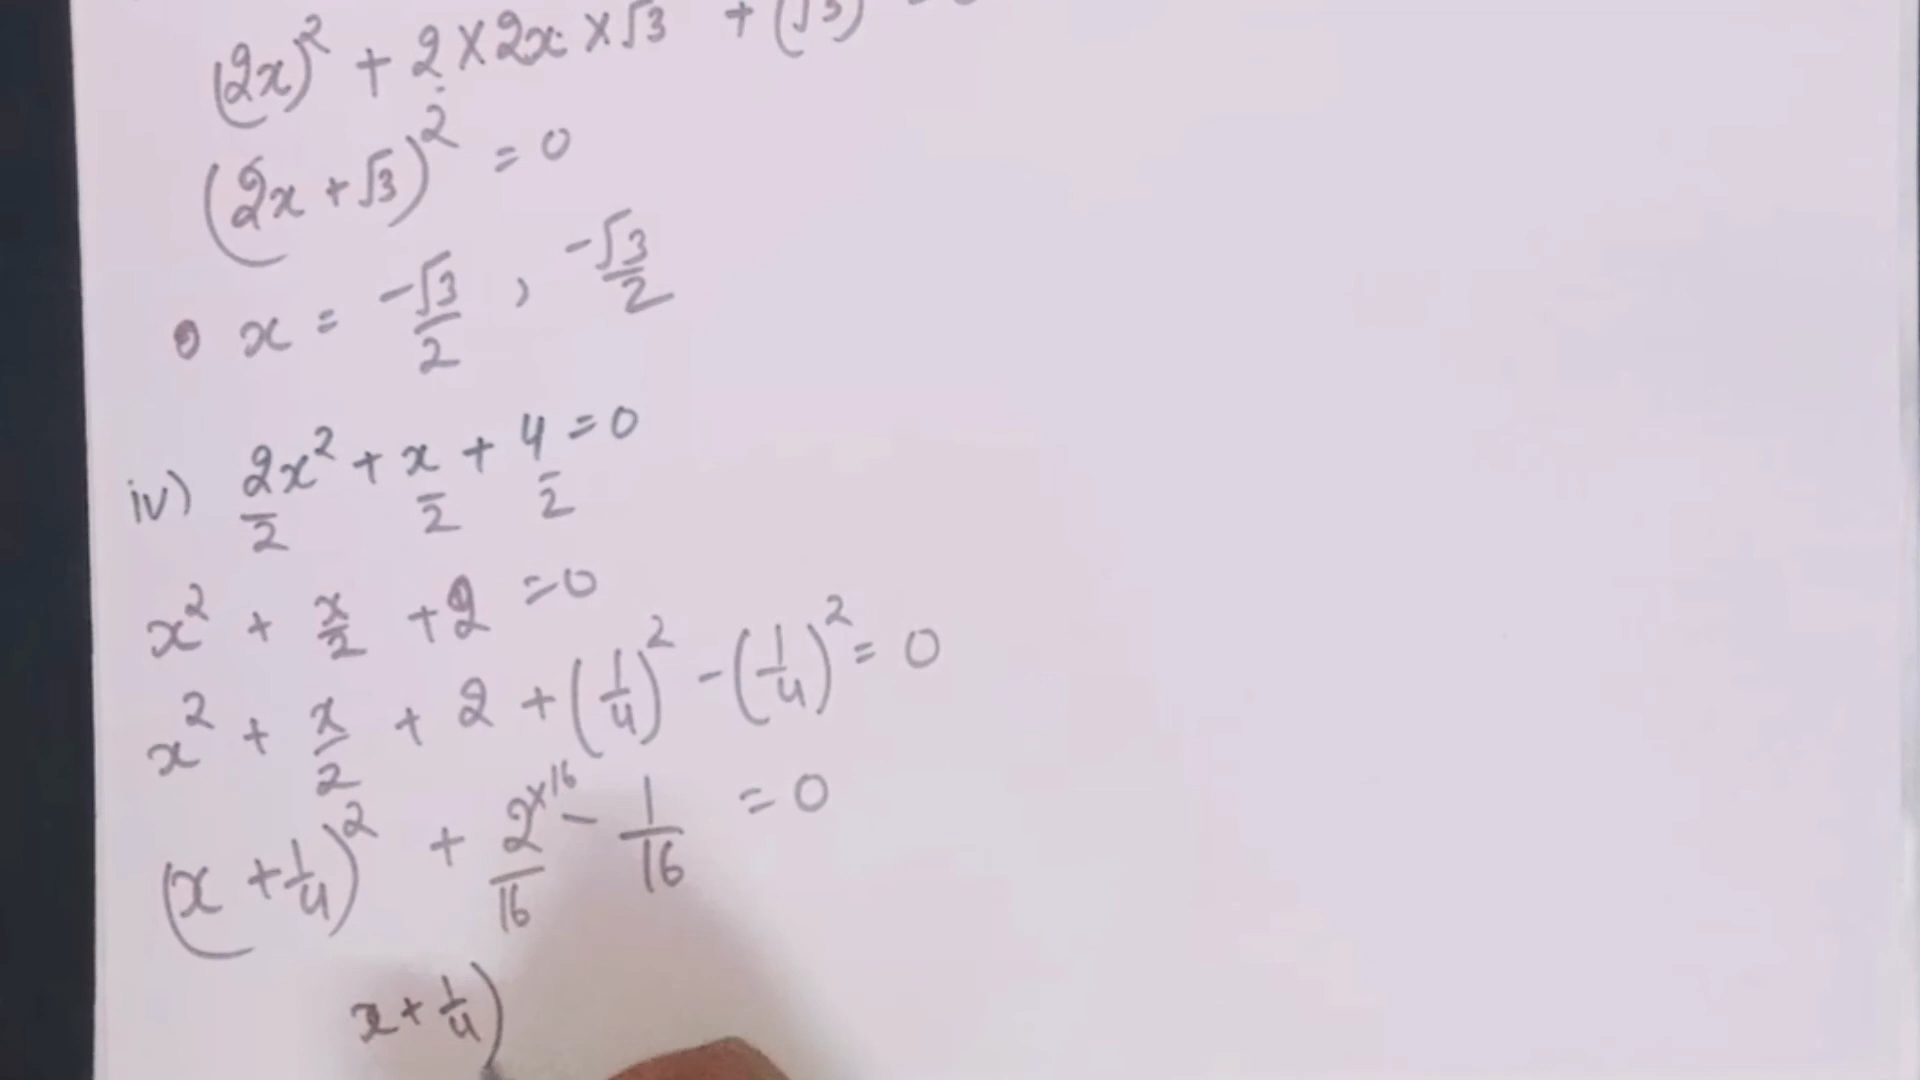 (2x)² + 2×2x×√3 + (√3)
(2x+√3)² = 0
x = -√3/2 , -√3/2
iv) 2x²/2 + x/2 + 4/2 = 0
x² + x/2 + 2 = 0
x² + x/2 + 2 + (1/4)² - (1/4)² = 0
(x + 1/4)² + 2×16/16 - 1/16 = 0
x + 1/4)